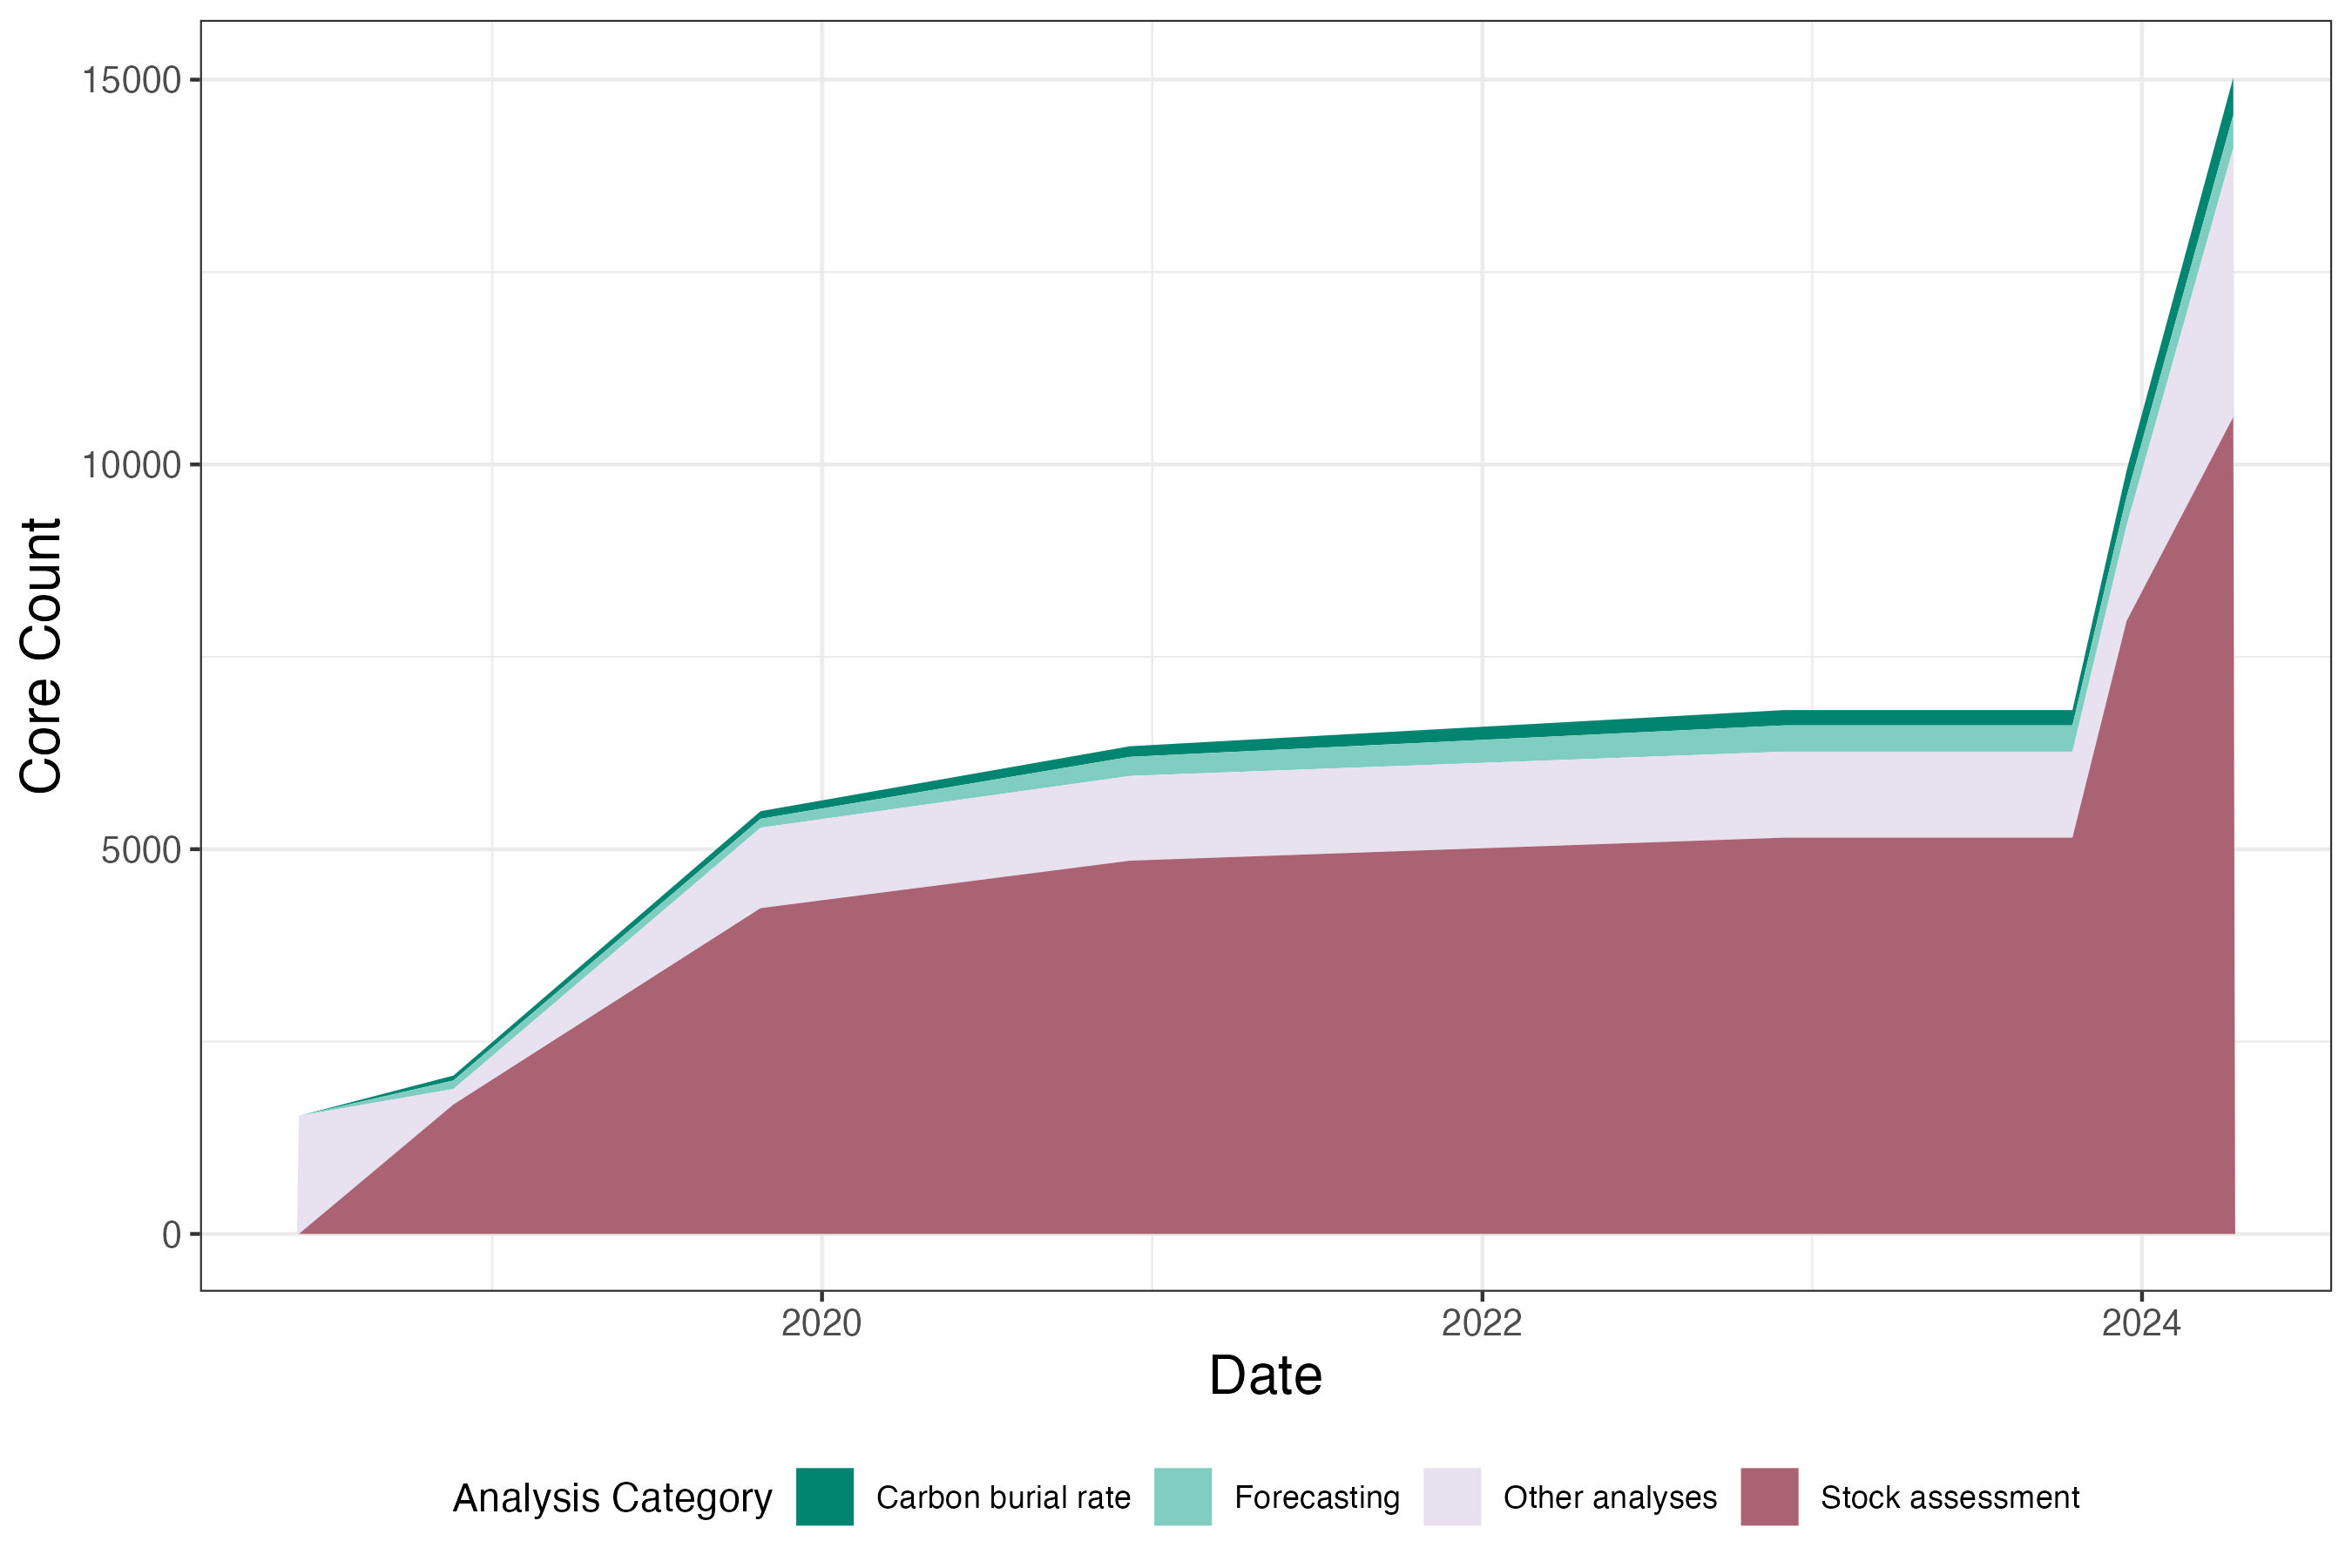 15000
10000
5000
0
Core Count
2020 2022 2024
Date
Analysis Category Carbon burial rate Forecasting Other analyses Stock assessment